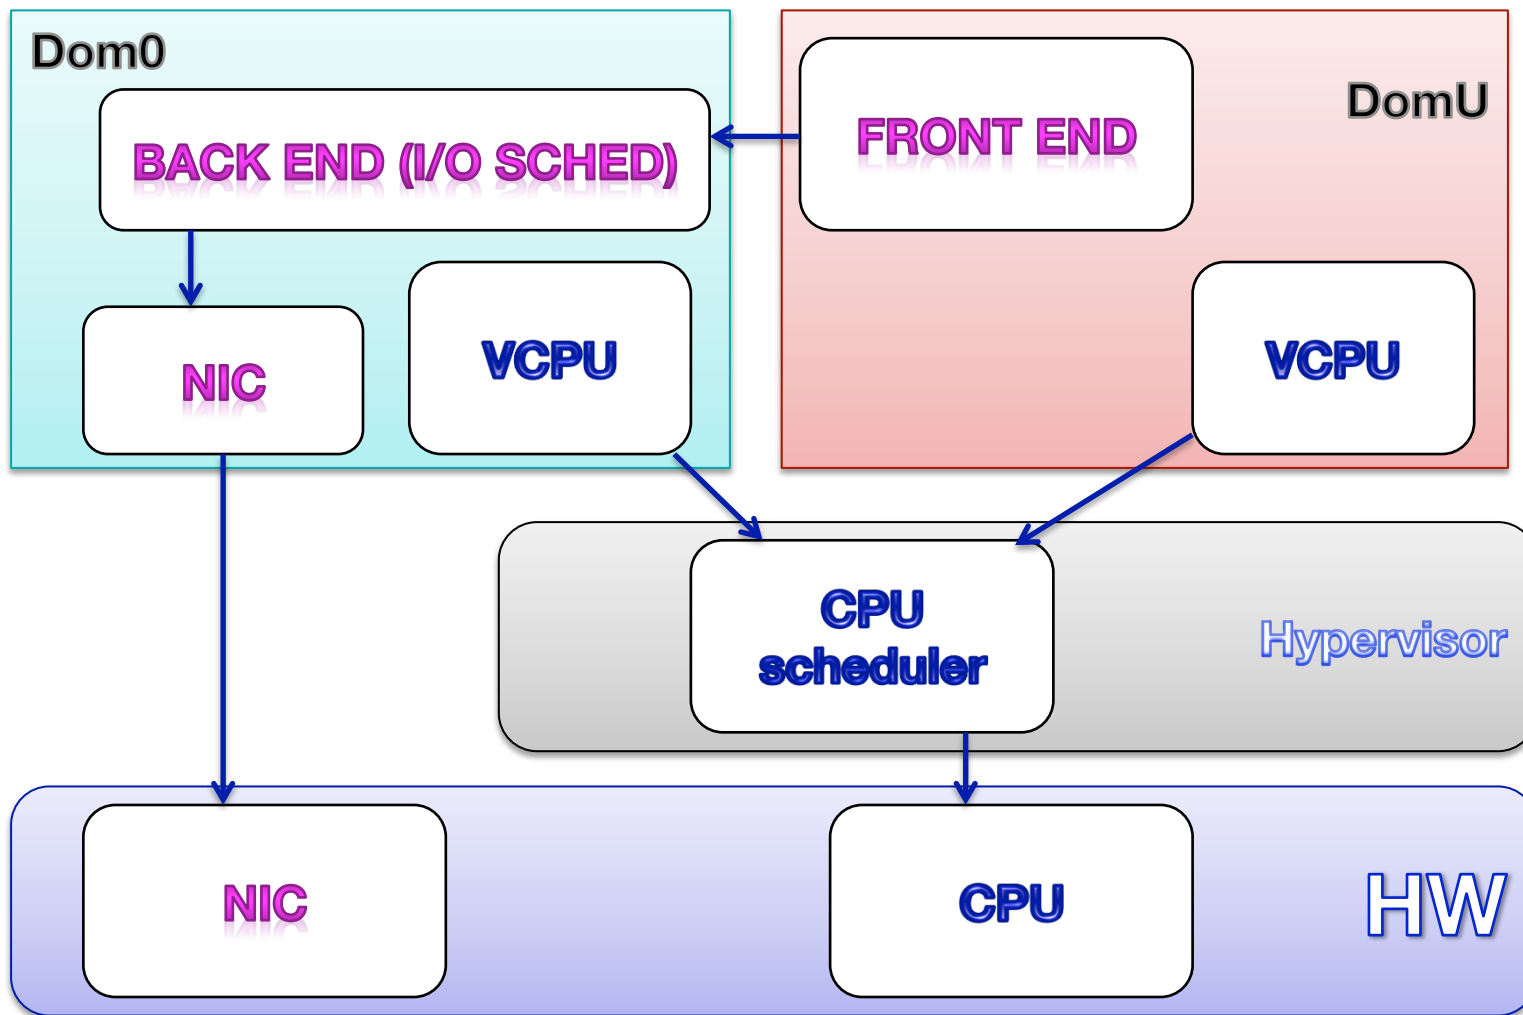 Dom0
DomU
BACK END (I/O SCHED)
FRONT END
NIC
VCPU
VCPU
CPU
scheduler
Hypervisor
NIC
CPU
HW